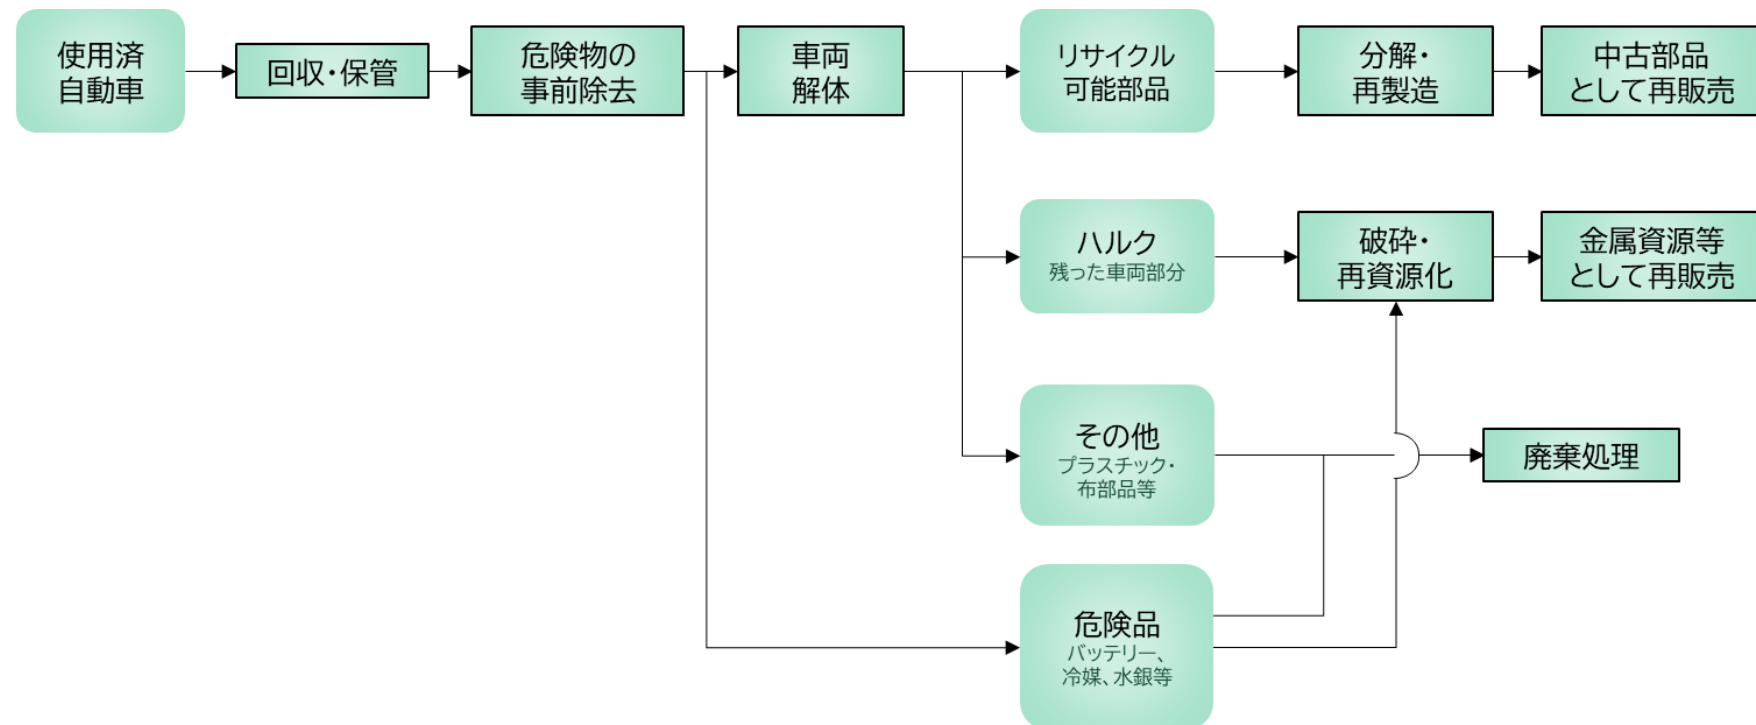 使用済
自動車
回収・保管
危険物の
事前除去
車両
解体
リサイクル
可能部品
分解・
再製造
中古部品
として再販売
ハルク
残った車両部分
破砕・
再資源化
金属資源等
として再販売
その他
プラスチック・
布部品等
廃棄処理
危険品
バッテリー、
冷媒、水銀等